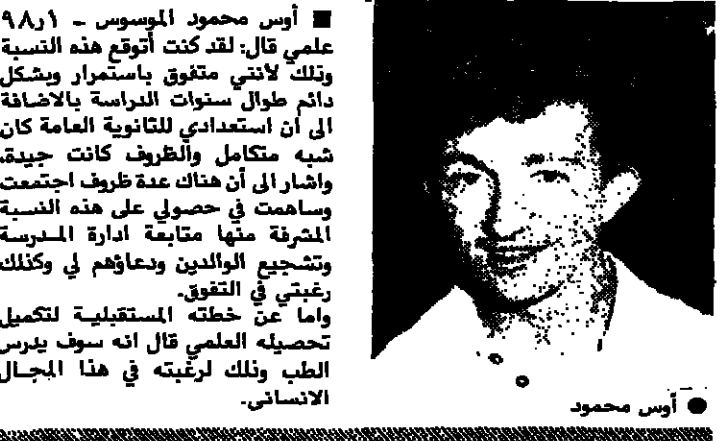 ■ أوس محمود الموسوس - ١ر٩٨
علمي قال: لقد كنت أتوقع هذه النسبة
وذلك لأنني متفوق باستمرار وبشكل
دائم طوال سنوات الدراسة بالاضافة
الى ان استعدادي للثانوية العامة كان
شبه متكامل والظروف كانت جيدة،
واشار الى أن هناك عدة ظروف اجتمعت
وساهمت في حصولي على هذه النسبة
المشرفة منها متابعة ادارة المدرسة
وتشجيع الوالدين ودعاؤهم لي وكذلك
رغبتي في التفوق.
واما عن خطته المستقبلية لتكميل
تحصيله العلمي قال انه سوف يدرس
الطب وذلك لرغبته في هذا المجال
الانساني.
● أوس محمود